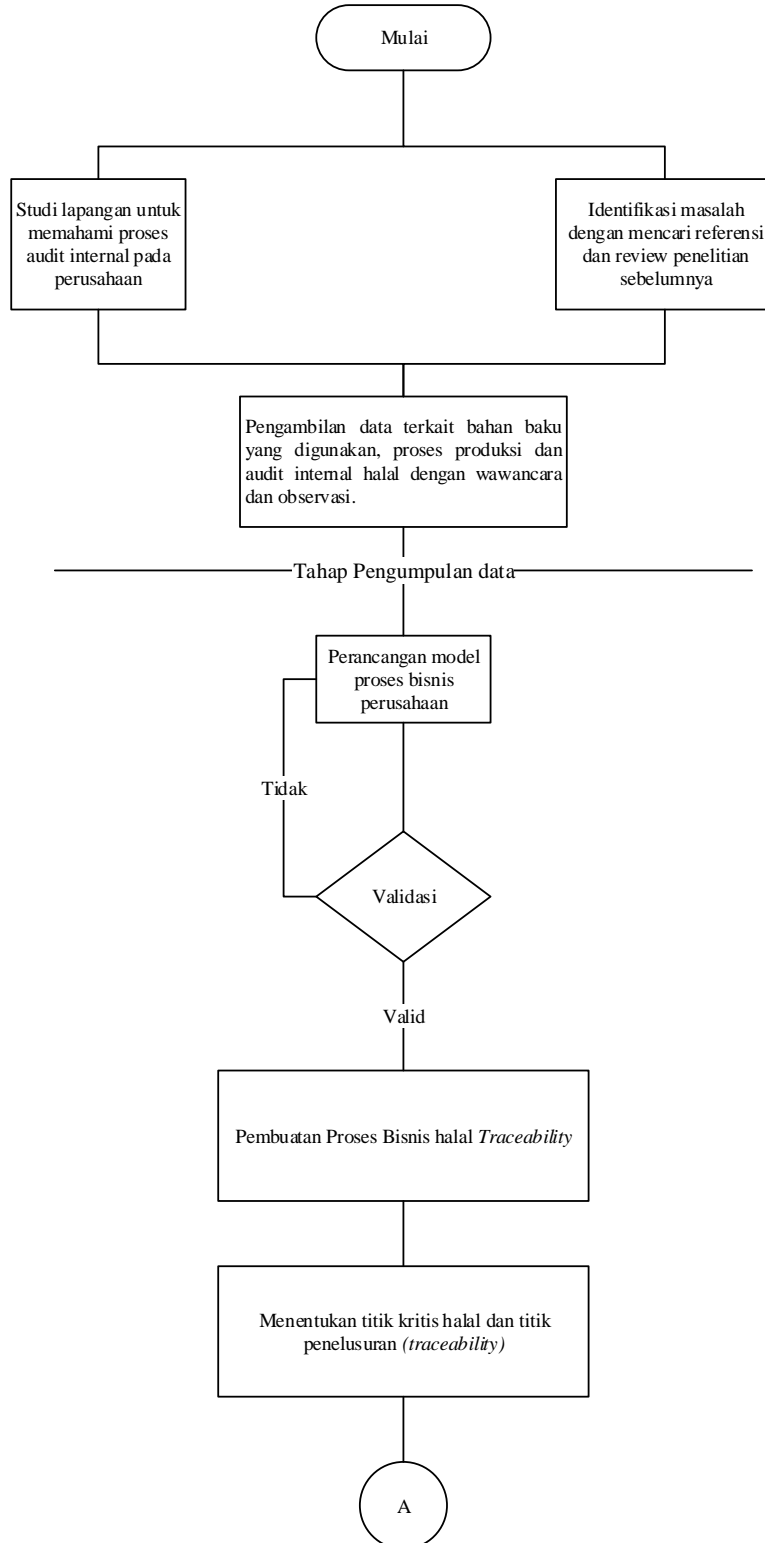 Mulai
Studi lapangan untuk
memahami proses
audit internal pada
perusahaan
Identifikasi masalah
dengan mencari referensi
dan review penelitian
sebelumnya
Pengambilan data terkait bahan baku
yang digunakan, proses produksi dan
audit internal halal dengan wawancara
dan observasi.
Tahap Pengumpulan data
Perancangan model
proses bisnis
perusahaan
Tidak
Validasi
Valid
Pembuatan Proses Bisnis halal Traceability
Menentukan titik kritis halal dan titik
penelusuran (traceability)
A